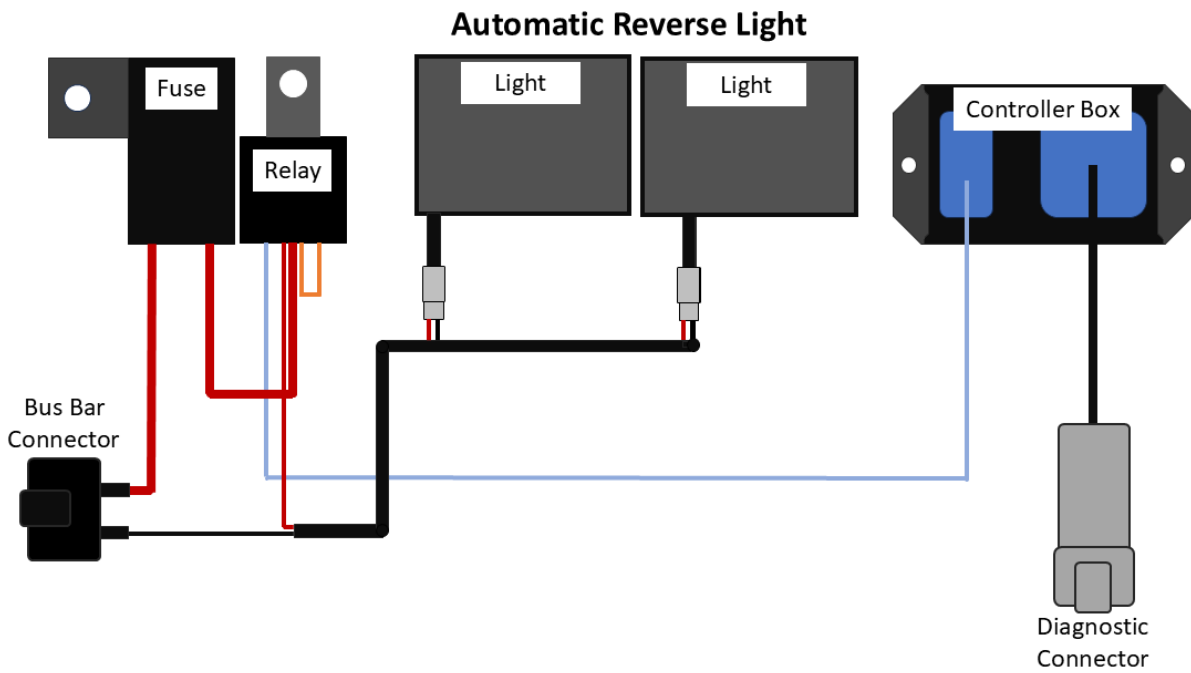 Automatic Reverse Light
Fuse
Relay
Light
Light
Controller Box
Bus Bar
Connector
Diagnostic
Connector